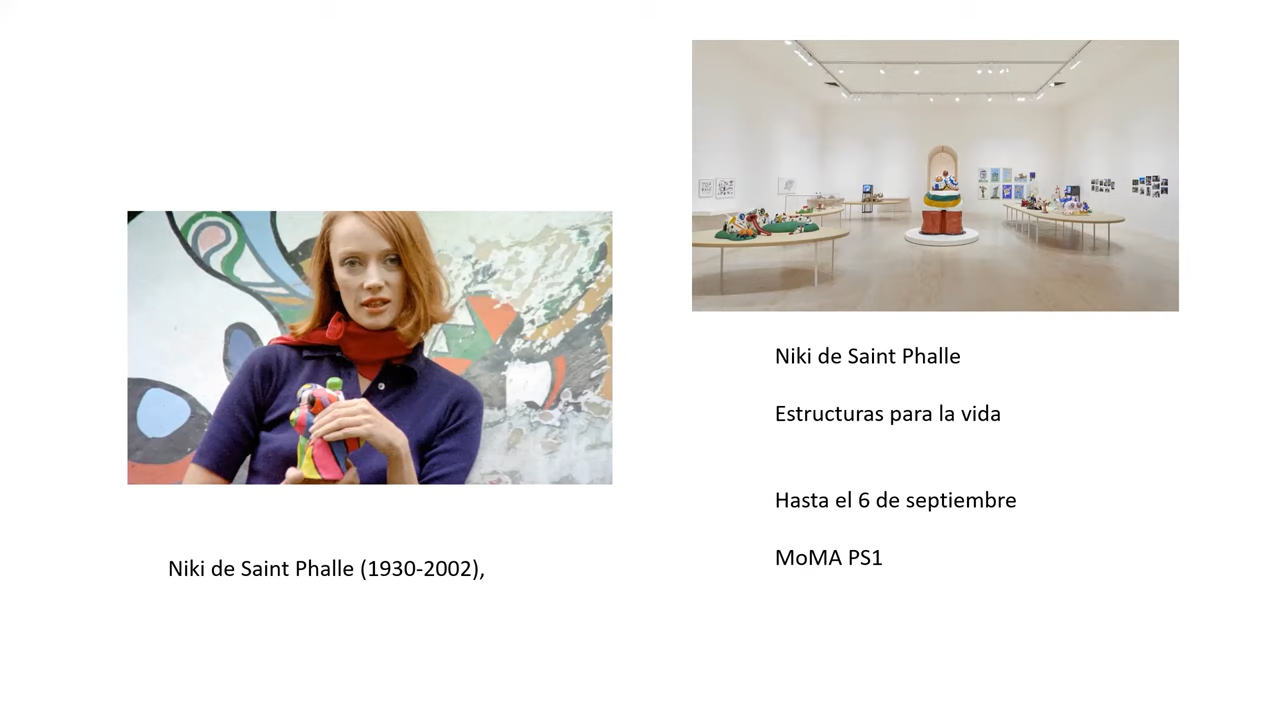 Niki de Saint Phalle (1930-2002),
Niki de Saint Phalle
Estructuras para la vida
Hasta el 6 de septiembre
MoMA PS1